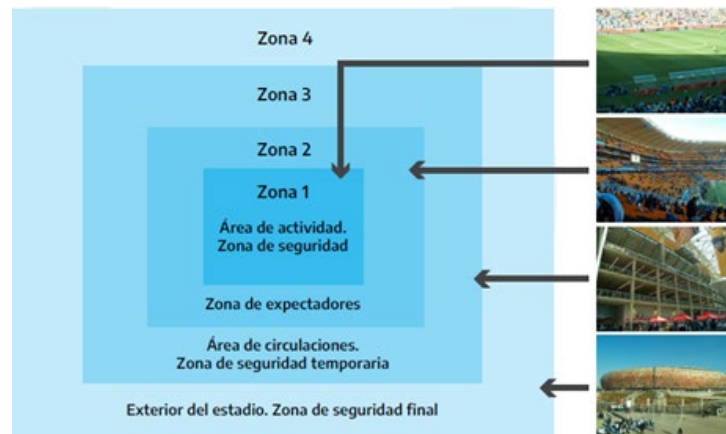 Zona 4
Zona 3
Zona 2
Zona 1
Área de actividad.
Zona de seguridad
Zona de expectadores
Área de circulaciones.
Zona de seguridad temporaria
Exterior del estadio. Zona de seguridad final